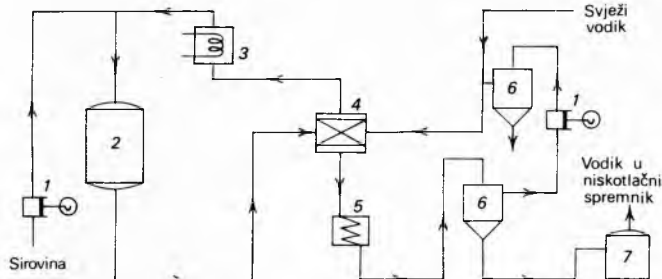 Svježi
vodik
3
6
1
4
2
Vodik u
niskotlačni
spremnik
1
5
6
7
Sirovina